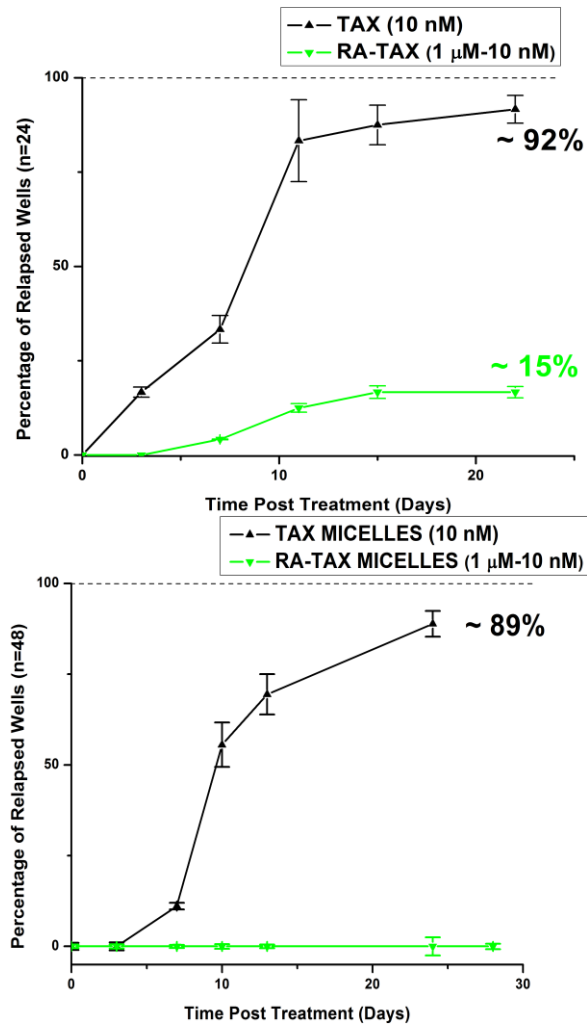 TAX (10 nM)
RA-TAX (1 µM-10 nM)
Percentage of Relapsed Wells (n=24)
100
50
0
~ 92%
~ 15%
0
10
20
Time Post Treatment (Days)
TAX MICELLES (10 nM)
RA-TAX MICELLES (1 µM-10 nM)
Percentage of Relapsed Wells (n=48)
100
50
0
~ 89%
0
10
20
30
Time Post Treatment (Days)